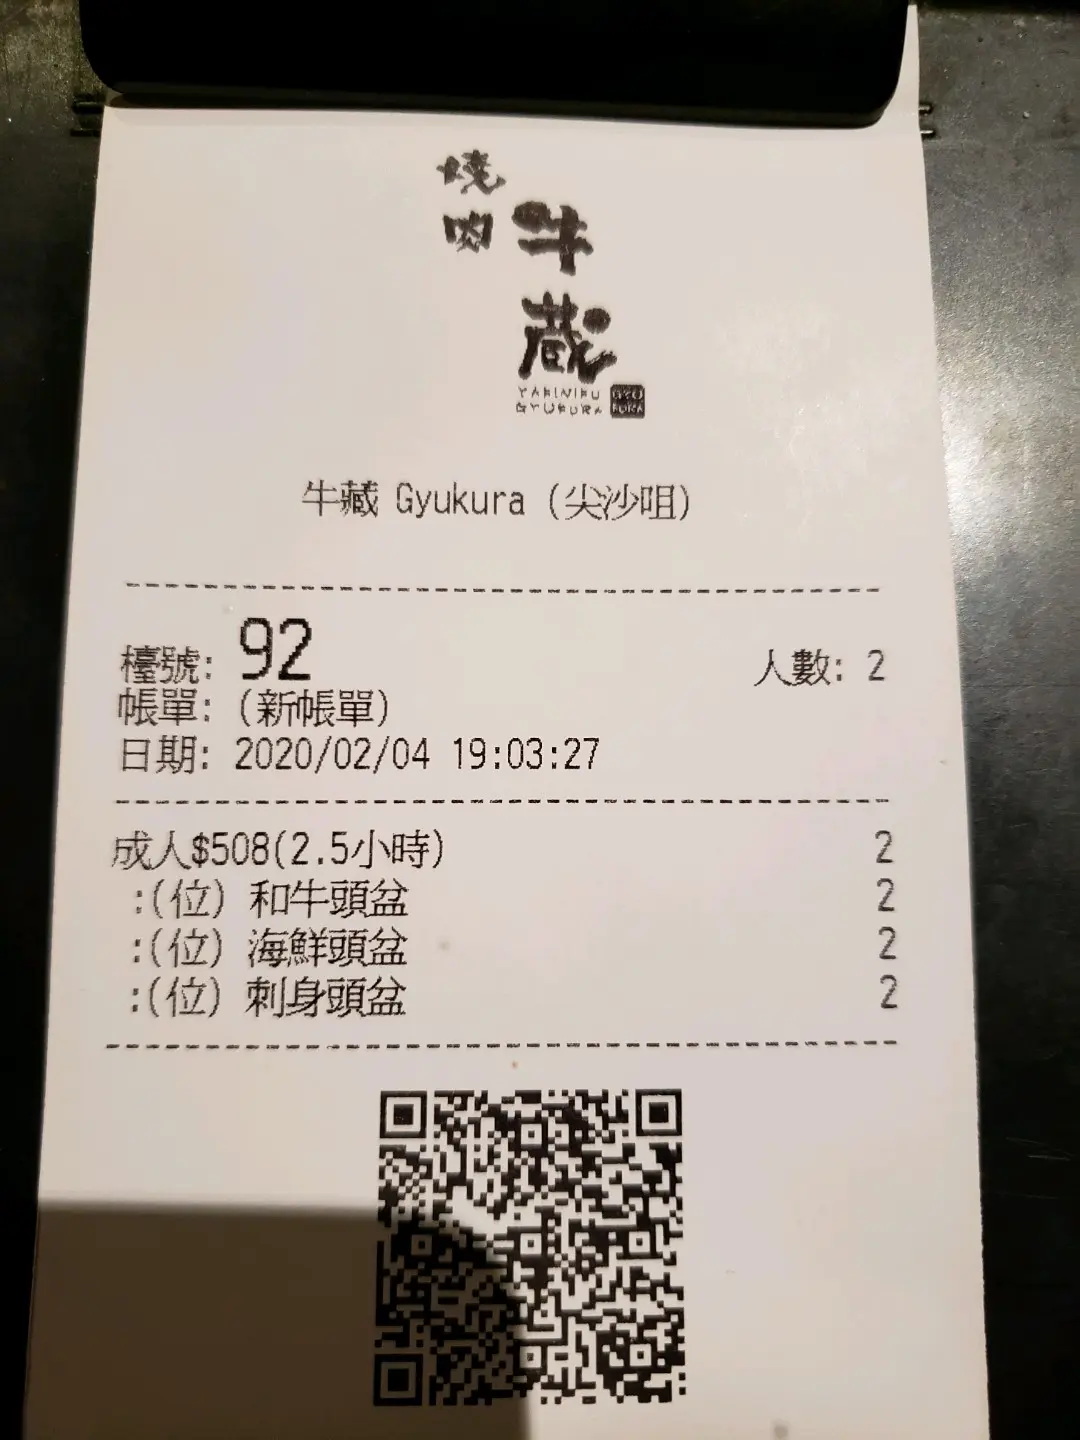 燒肉
牛藏
YAKINIKU
GYUKURA
GYU
KURA
牛藏 Gyukura (尖沙咀)
檯號: 92
人數: 2
帳單: (新帳單)
日期: 2020/02/04 19:03:27
成人$508(2.5小時) 2
:(位) 和牛頭盆 2
:(位) 海鮮頭盆 2
:(位) 刺身頭盆 2